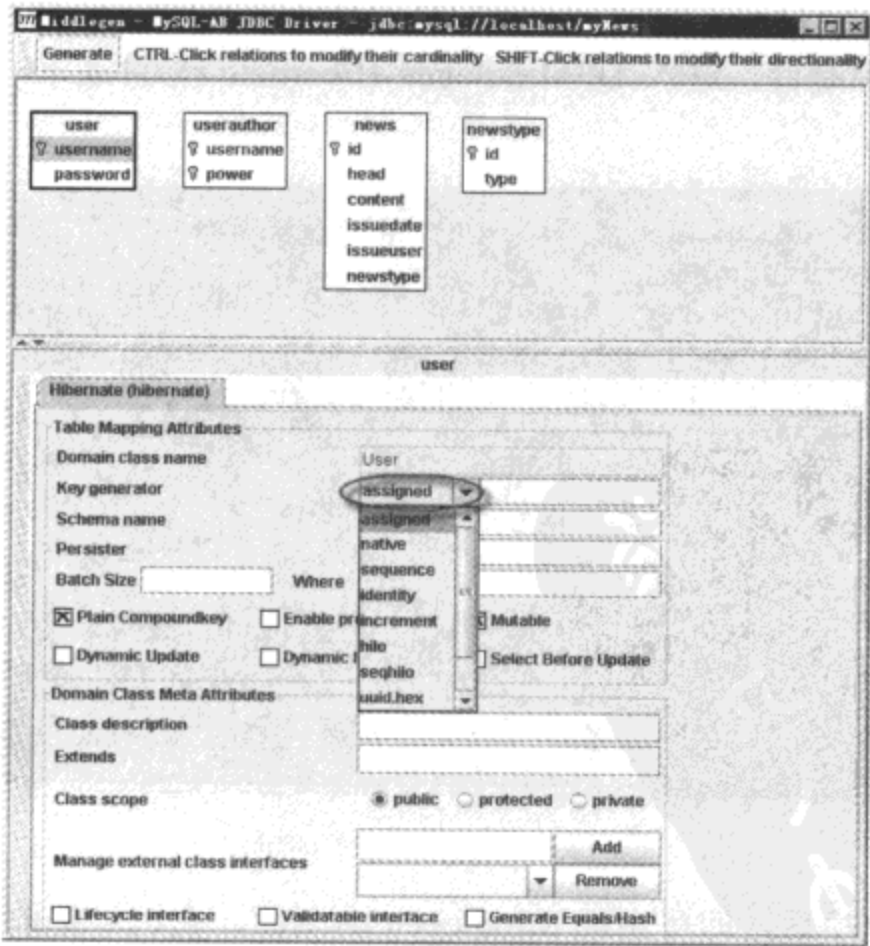 Middlegen - MySQL-AB JDBC Driver - jdbc:mysql://localhost/myNews
Generate CTRL-Click relations to modify their cardinality SHIFT-Click relations to modify their directionality
user
username
password
userauthor
username
power
news
id
head
content
issuedate
issueuser
newstype
newstype
id
type
user
Hibernate (hibernate)
Table Mapping Attributes
Domain class name User
Key generator assigned
Schema name
Persister
Batch Size Where
assigned
native
sequence
identity
increment
hilo
seqhilo
uuid.hex
Plain Compoundkey Enable Mutable
Dynamic Update Dynamic Select Before Update
Domain Class Meta Attributes
Class description
Extends
Class scope public protected private
Manage external class interfaces Add
Remove
Lifecycle interface Validatable interface Generate Equals/Hash